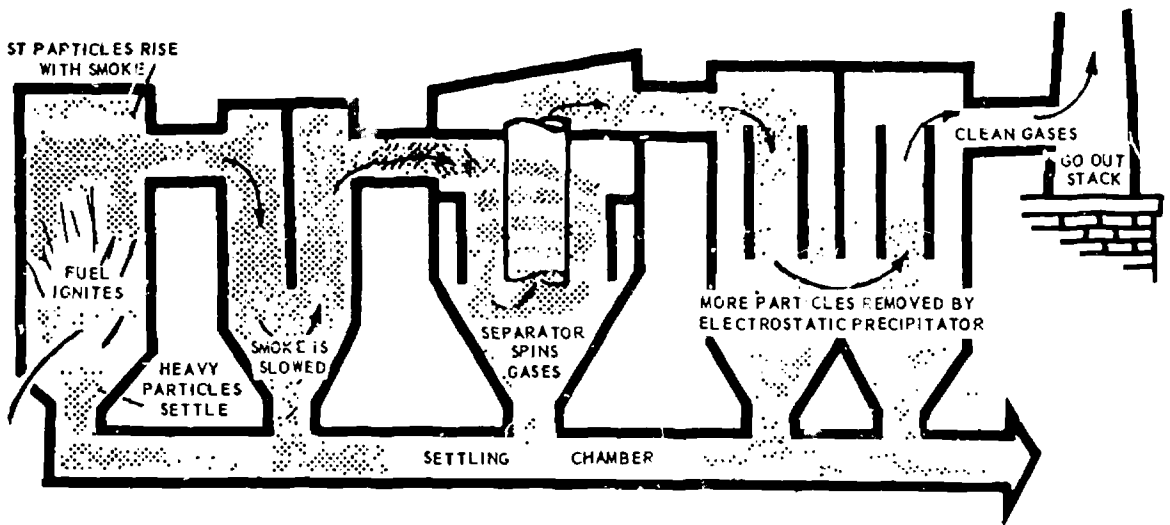 ST PARTICLES RISE
WITH SMOKE
FUEL
IGNITES
HEAVY
PARTICLES
SETTLE
SMOKE IS
SLOWED
SEPARATOR
SPINS
GASES
MORE PARTICLES REMOVED BY
ELECTROSTATIC PRECIPITATOR
CLEAN GASES
GO OUT
STACK
SETTLING CHAMBER